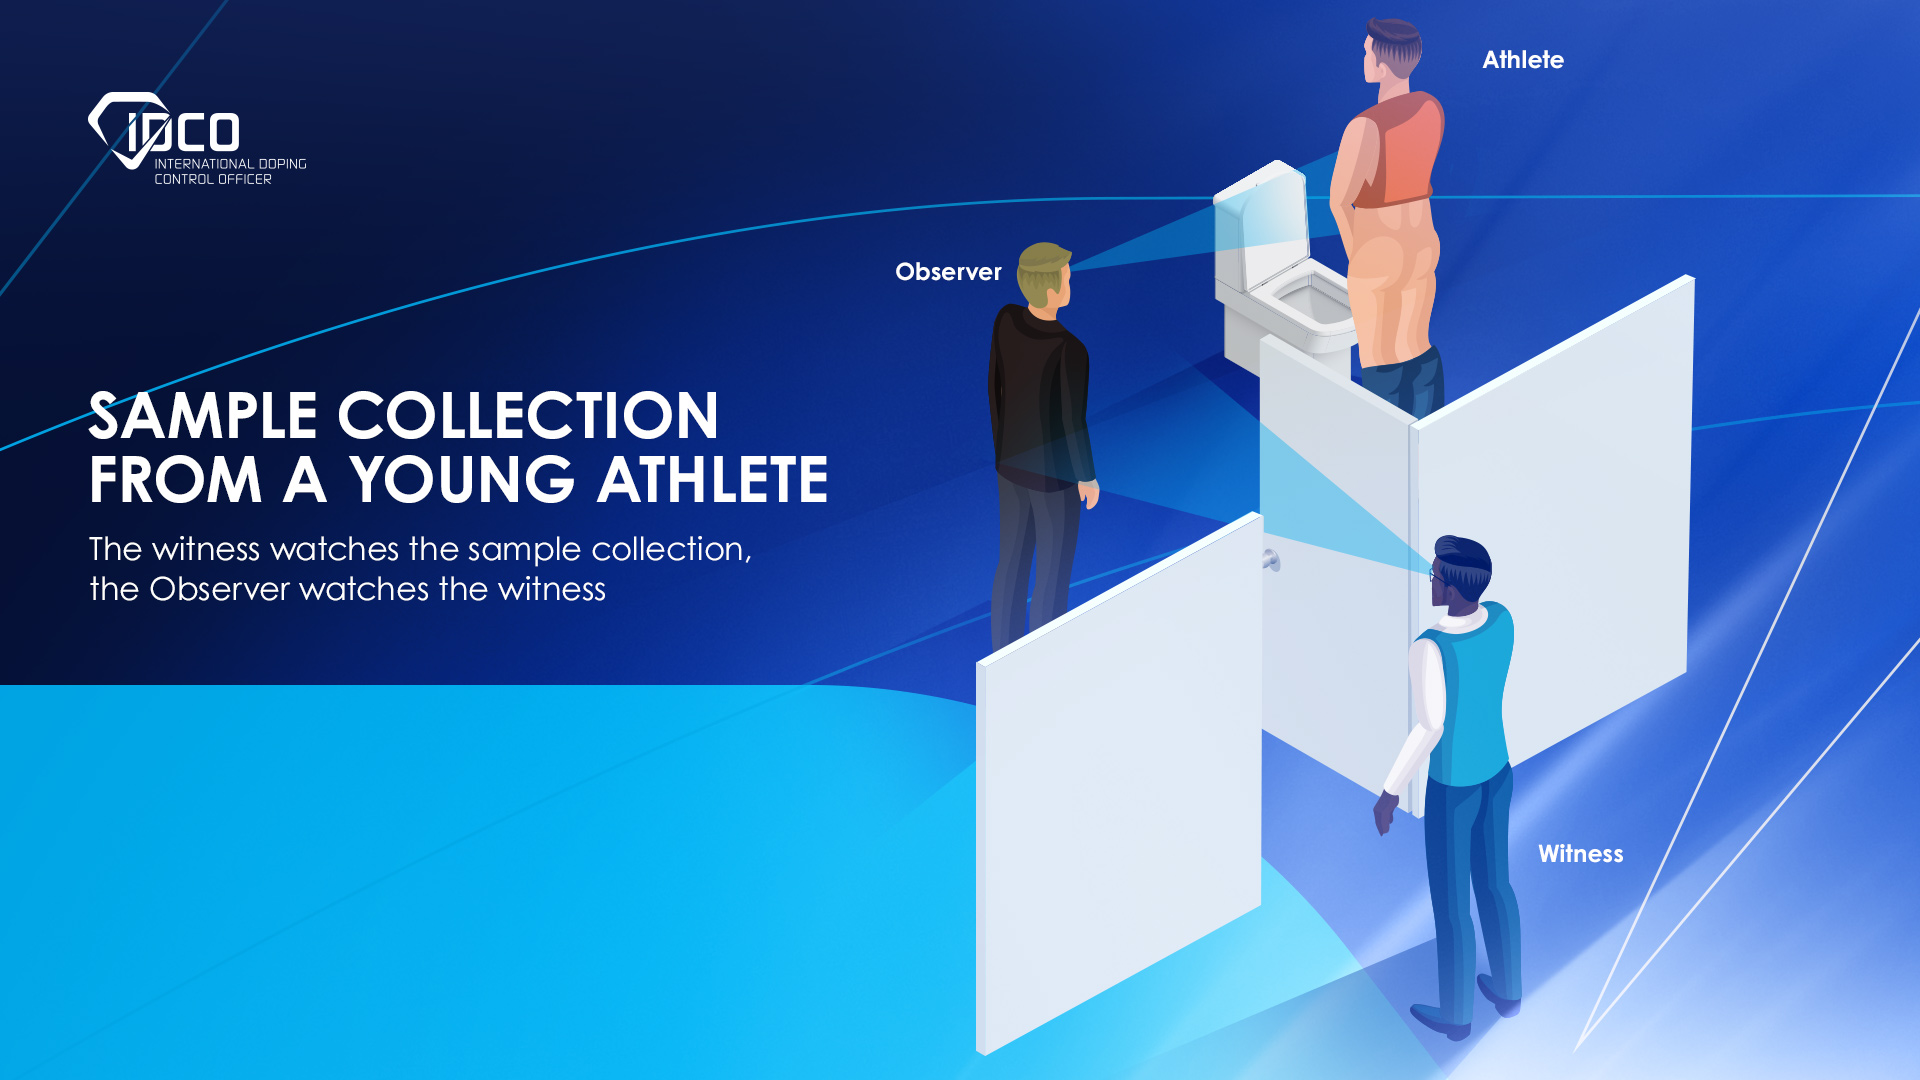 IDCO
INTERNATIONAL DOPING
CONTROL OFFICER
Athlete
Observer
SAMPLE COLLECTION
FROM A YOUNG ATHLETE
The witness watches the sample collection,
the Observer watches the witness
Witness